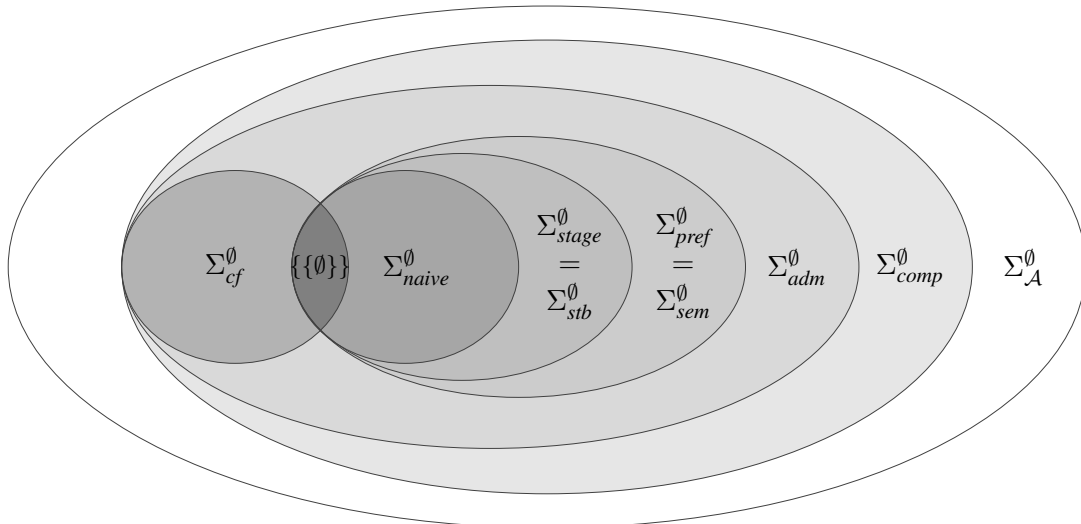 Σ^∅_cf
{{∅}}
Σ^∅_naive
Σ^∅_stage
=
Σ^∅_stb
Σ^∅_pref
=
Σ^∅_sem
Σ^∅_adm
Σ^∅_comp
Σ^∅_𝒜